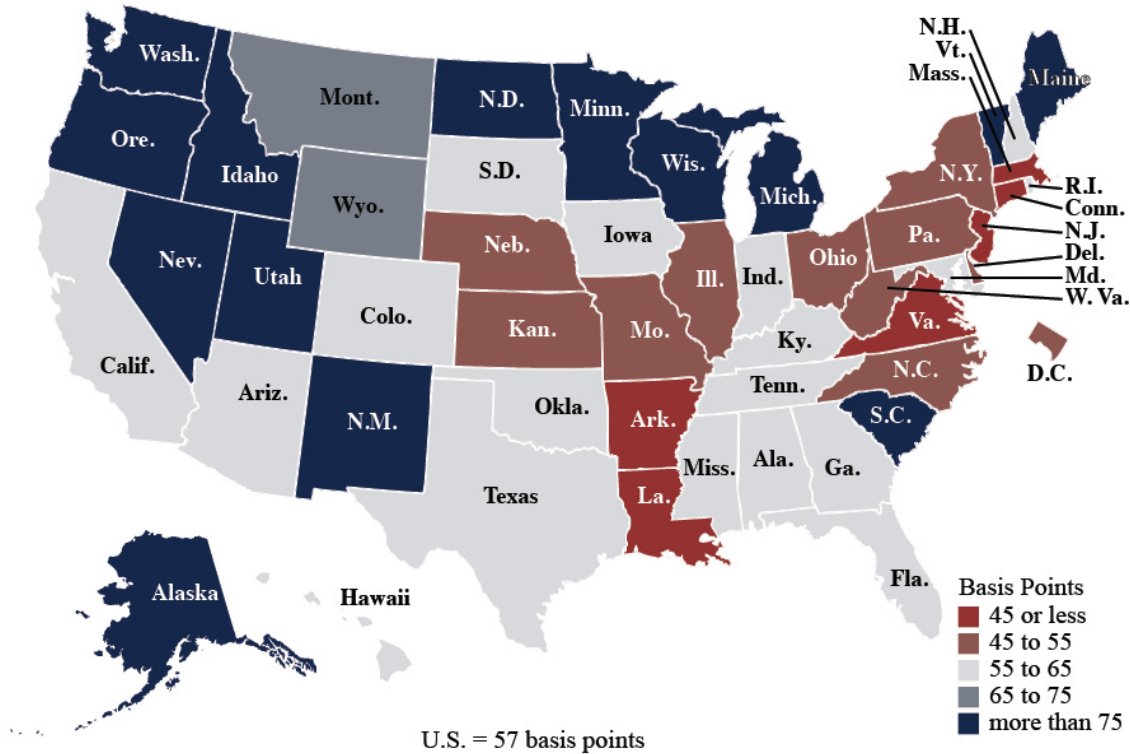 N.H.
Vt.
Mass.
Maine
Wash.
Mont.
N.D.
Minn.
Ore.
Idaho
S.D.
Wis.
Mich.
N.Y.
R.I.
Conn.
N.J.
Del.
Md.
W. Va.
Wyo.
Iowa
Neb.
Pa.
Nev.
Utah
Colo.
Ill.
Ind.
Ohio
Kan.
Mo.
Va.
Ky.
Calif.
Ariz.
N.M.
Okla.
Ark.
Tenn.
N.C.
D.C.
S.C.
Texas
La.
Miss.
Ala.
Ga.
Fla.
Alaska
Hawaii
Basis Points
45 or less
45 to 55
55 to 65
65 to 75
more than 75
U.S. = 57 basis points